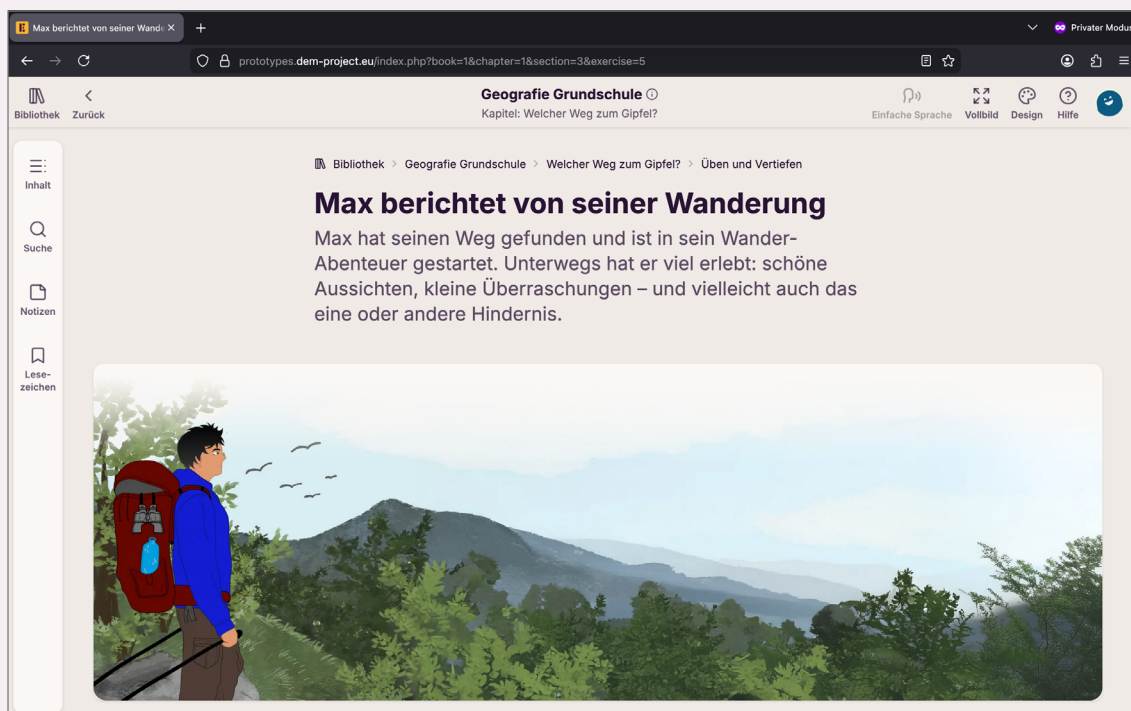 Max berichtet von seiner Wande
Privater Modus
prototypes.dem-project.eu/index.php?book=1&chapter=1&section=3&exercise=5
Bibliothek
Zurück
Geografie Grundschule
Kapitel: Welcher Weg zum Gipfel?
Einfache Sprache
Vollbild
Design
Hilfe
Inhalt
Suche
Notizen
Lese-
zeichen
Bibliothek > Geografie Grundschule > Welcher Weg zum Gipfel? > Üben und Vertiefen
Max berichtet von seiner Wanderung
Max hat seinen Weg gefunden und ist in sein Wander-
Abenteuer gestartet. Unterwegs hat er viel erlebt: schöne
Aussichten, kleine Überraschungen – und vielleicht auch das
eine oder andere Hindernis.